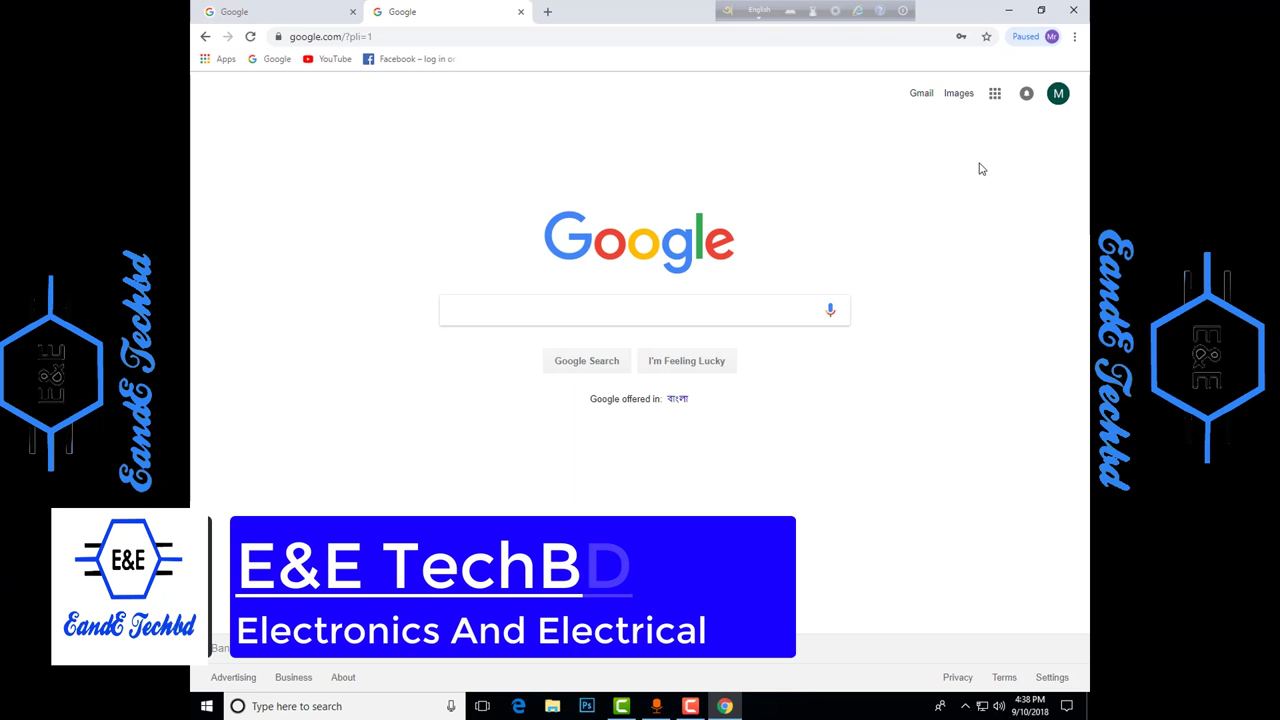 Google
Google
English
google.com/?pli=1
Paused
Mr
Apps
Google
YouTube
Facebook – log in or
Gmail
Images
M
Google
Google Search
I'm Feeling Lucky
Google offered in: বাংলা
EandE Techbd
E&E
EandE Techbd
E&E
E&E
EandE Techbd
E&E TechBD
Electronics And Electrical
Advertising
Business
About
Privacy
Terms
Settings
Type here to search
Ps
4:38 PM
9/10/2018